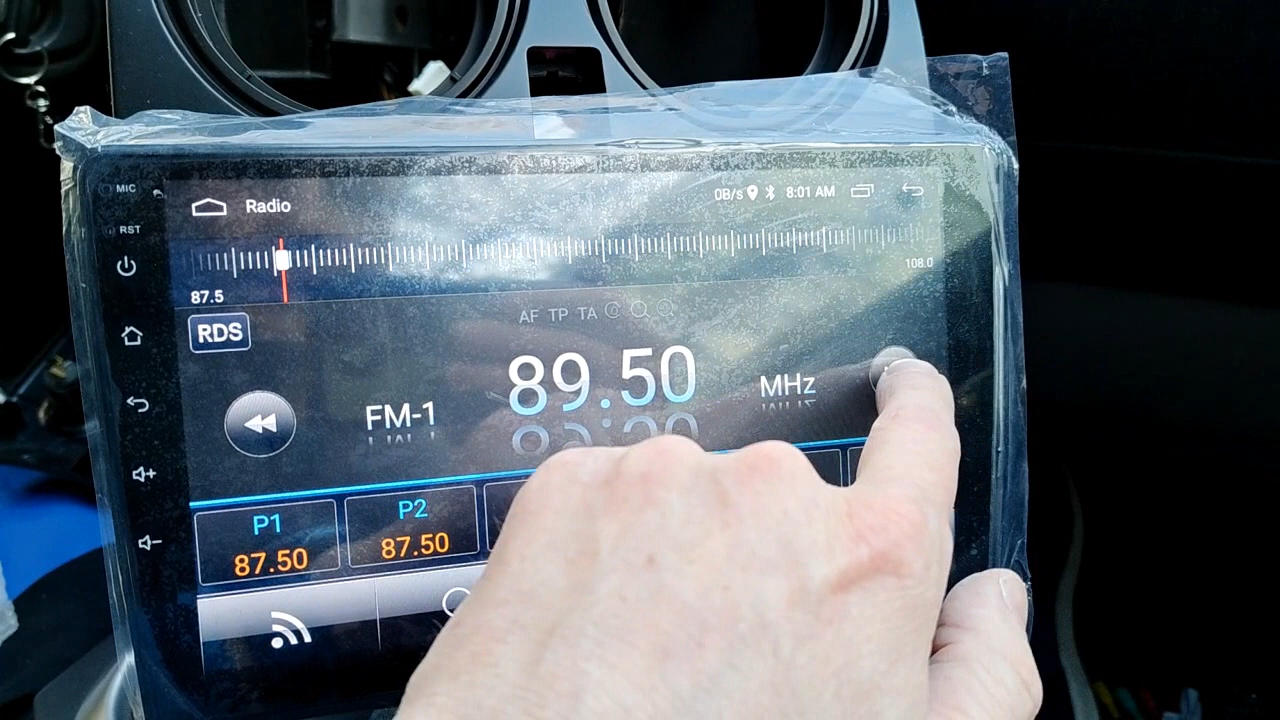 MIC
RST
Radio
0B/s 8:01 AM
87.5
108.0
RDS
AF TP TA
FM-1 89.50 MHz
P1 P2
87.50 87.50